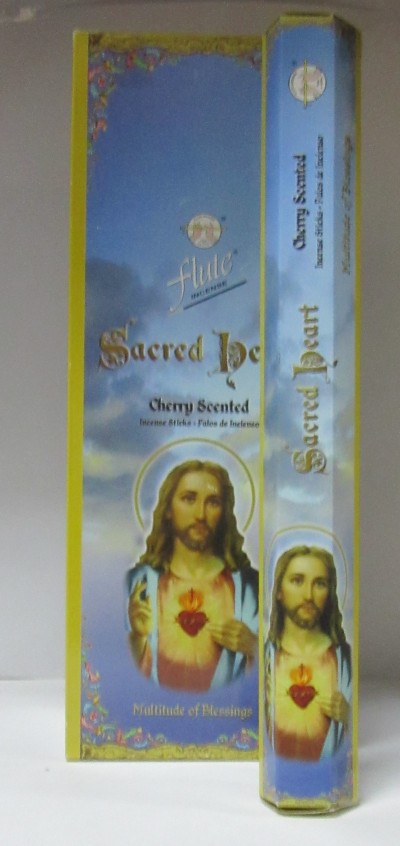 flute
INCENSE
Sacred He
Cherry Scented
Incense Sticks - Palos de Incienso
Multitude of Blessings
Sacred Heart
Cherry Scented
Incense Sticks - Palos de Incienso
Multitude of Blessings